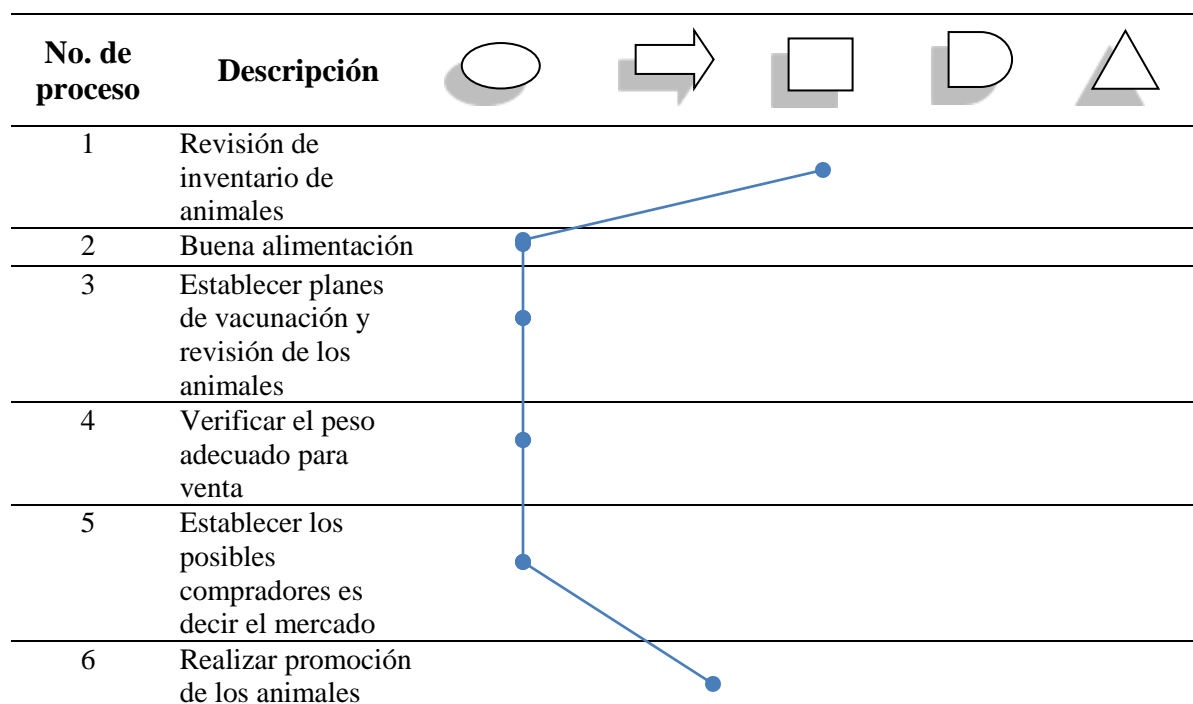 No. de
proceso
Descripción
1
Revisión de
inventario de
animales
2
Buena alimentación
3
Establecer planes
de vacunación y
revisión de los
animales
4
Verificar el peso
adecuado para
venta
5
Establecer los
posibles
compradores es
decir el mercado
6
Realizar promoción
de los animales